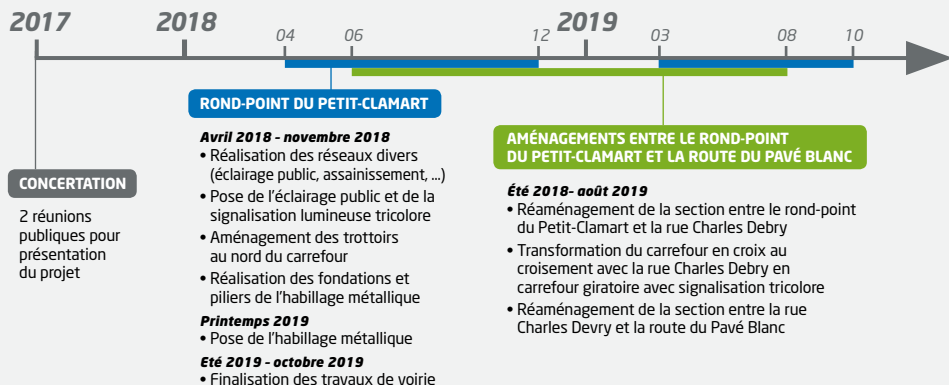 2017
2018
04
06
12
2019
03
08
10
CONCERTATION
2 réunions
publiques pour
présentation
du projet
ROND-POINT DU PETIT-CLAMART
Avril 2018 - novembre 2018
• Réalisation des réseaux divers
(éclairage public, assainissement, ...)
• Pose de l'éclairage public et de la
signalisation lumineuse tricolore
• Aménagement des trottoirs
au nord du carrefour
• Réalisation des fondations et
piliers de l'habillage métallique
Printemps 2019
• Pose de l'habillage métallique
Eté 2019 - octobre 2019
• Finalisation des travaux de voirie
AMÉNAGEMENTS ENTRE LE ROND-POINT
DU PETIT-CLAMART ET LA ROUTE DU PAVÉ BLANC
Été 2018- août 2019
• Réaménagement de la section entre le rond-point
du Petit-Clamart et la rue Charles Debry
• Transformation du carrefour en croix au
croisement avec la rue Charles Debry en
carrefour giratoire avec signalisation tricolore
• Réaménagement de la section entre la rue
Charles Devry et la route du Pavé Blanc